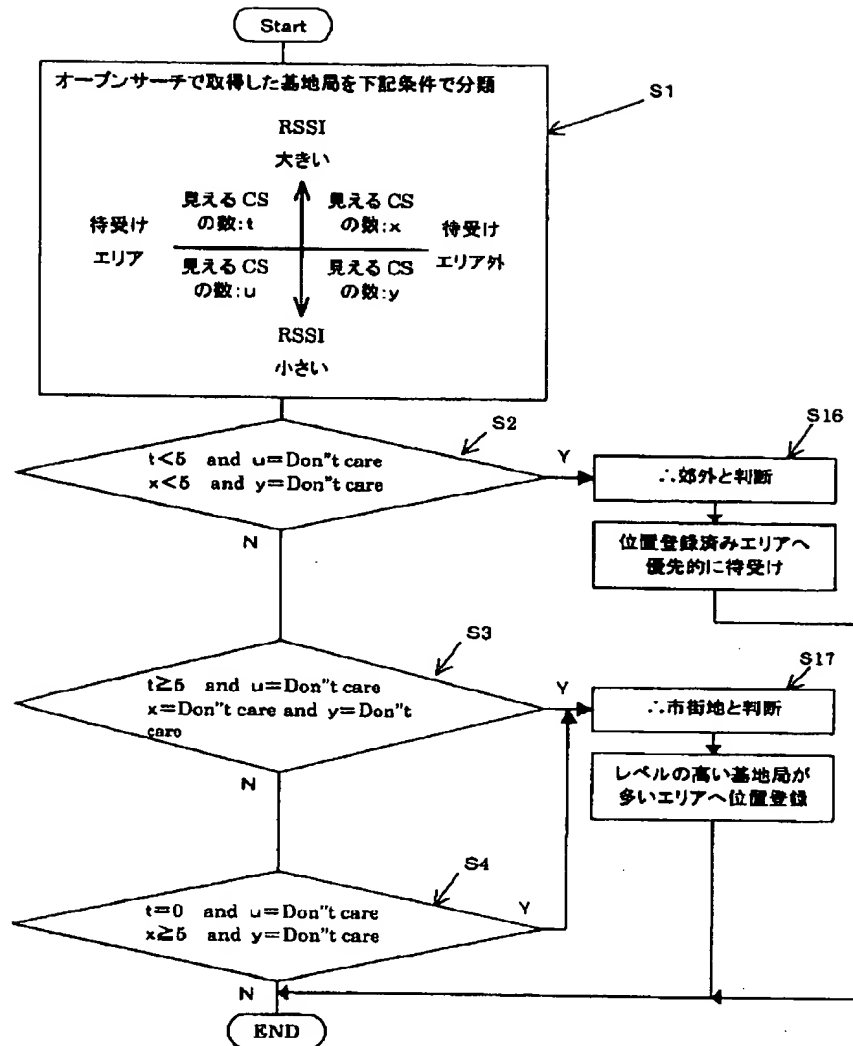 Start
オープンサーチで取得した基地局を下記条件で分類
S1
RSSI
大きい
見える CS
の数:t
見える CS
の数:x
待受け
エリア
待受け
エリア外
見える CS
の数:u
見える CS
の数:y
RSSI
小さい
S2
t<5 and u=Don"t care
x<5 and y=Don"t care
Y
N
S16
∴郊外と判断
位置登録済みエリアへ
優先的に待受け
S3
t≧5 and u=Don"t care
x=Don"t care and y=Don"t
care
Y
N
S17
∴市街地と判断
レベルの高い基地局が
多いエリアへ位置登録
S4
t=0 and u=Don"t care
x≧5 and y=Don"t care
Y
N
END